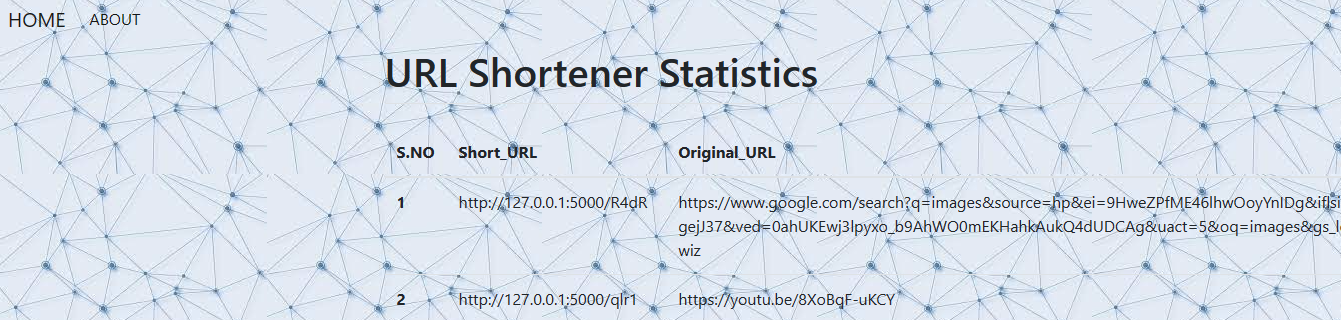 HOME ABOUT
URL Shortener Statistics
S.NO Short_URL Original_URL
1 http://127.0.0.1:5000/R4dR https://www.google.com/search?q=images&source=hp&ei=9HweZPfME46lhwOoyYnIDg&iflsi
gejJ37&ved=0ahUKEwj3lpyxo_b9AhWO0mEKHahkAukQ4dUDCAg&uact=5&oq=images&gs_l
wiz
2 http://127.0.0.1:5000/qlr1 https://youtu.be/8XoBqF-uKCY